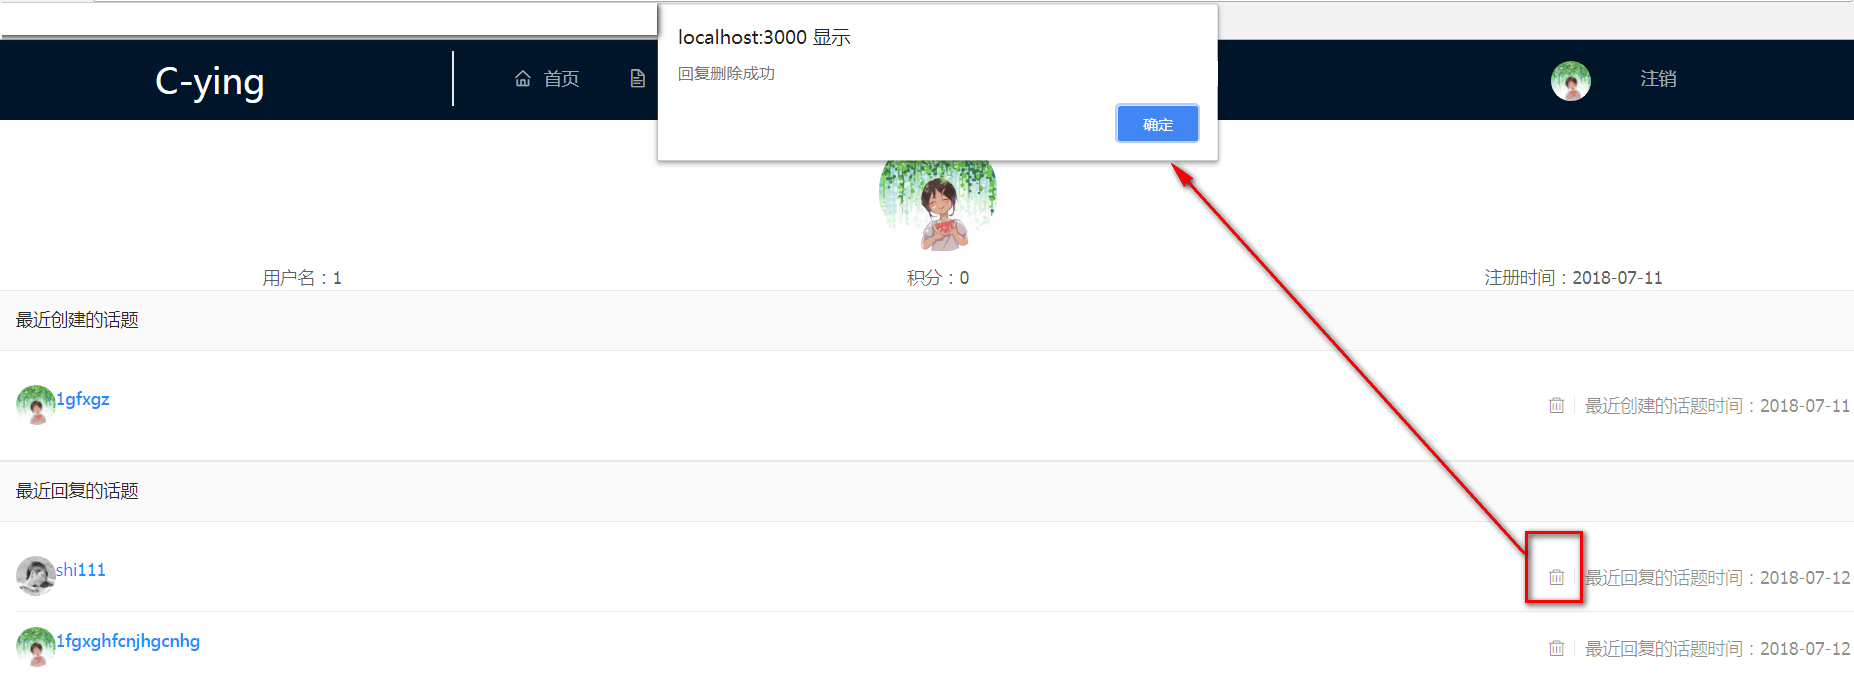 localhost:3000 显示
回复删除成功
确定
C-ying
首页
注销
用户名：1
积分：0
注册时间：2018-07-11
最近创建的话题
1gfxgz
最近创建的话题时间：2018-07-11
最近回复的话题
shi111
最近回复的话题时间：2018-07-12
1fgxghfcnjhgcnhg
最近回复的话题时间：2018-07-12